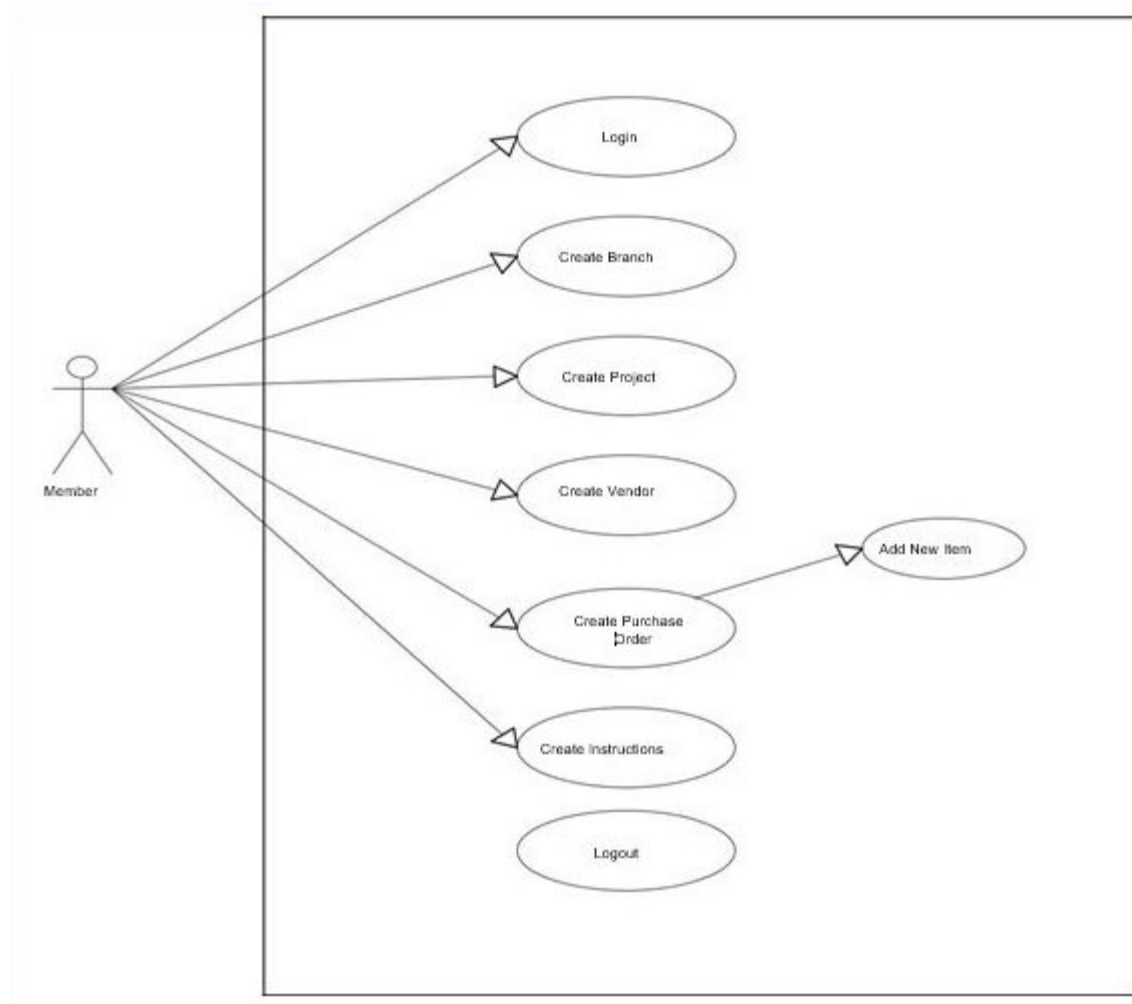 Login
Create Branch
Create Project
Member
Create Vendor
Add New Item
Create Purchase
Order
Create Instructions
Logout